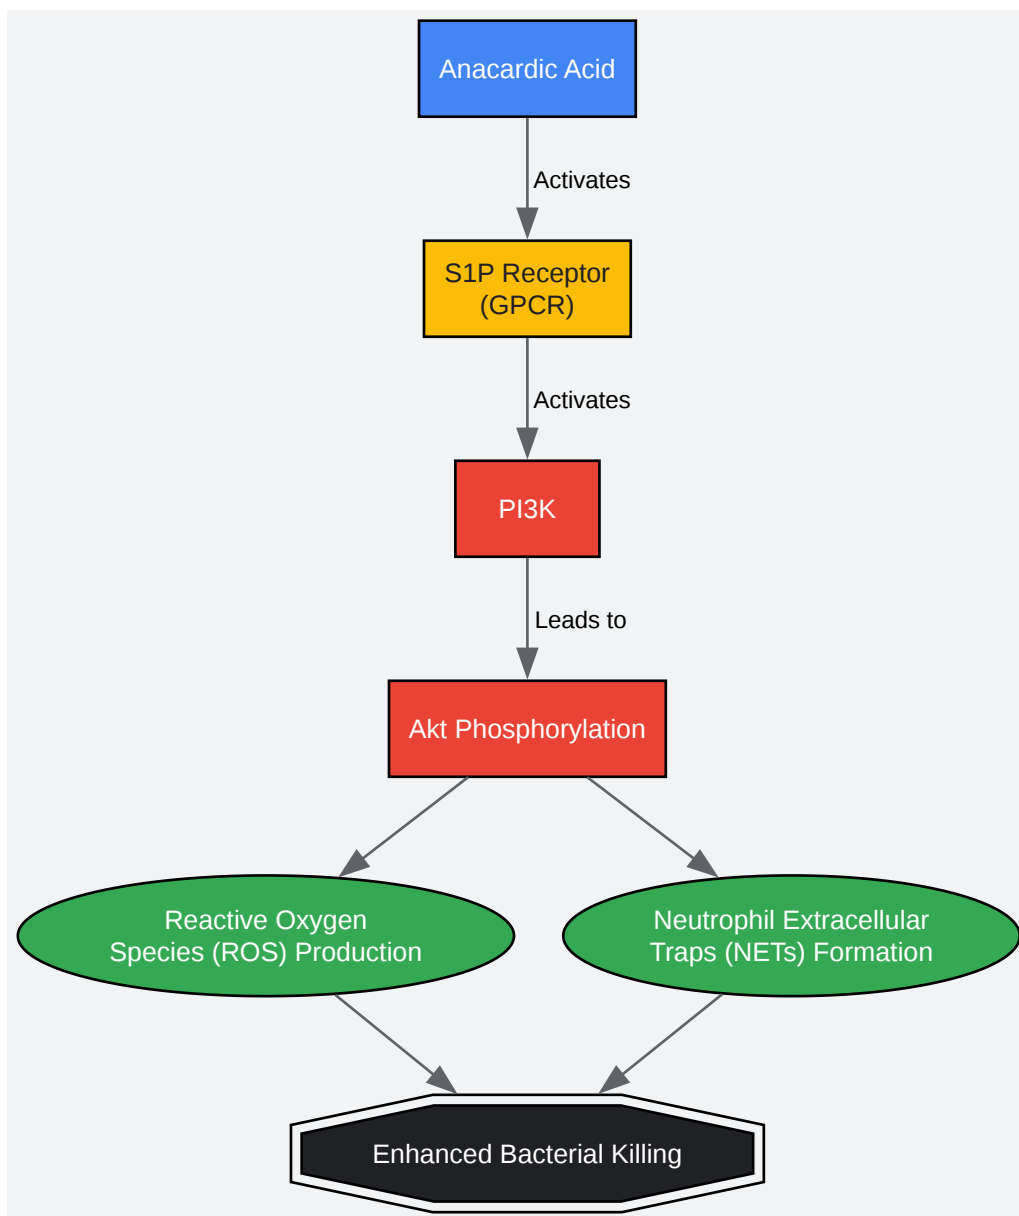 Anacardic Acid
Activates
S1P Receptor
(GPCR)
Activates
PI3K
Leads to
Akt Phosphorylation
Reactive Oxygen
Species (ROS) Production
Neutrophil Extracellular
Traps (NETs) Formation
Enhanced Bacterial Killing